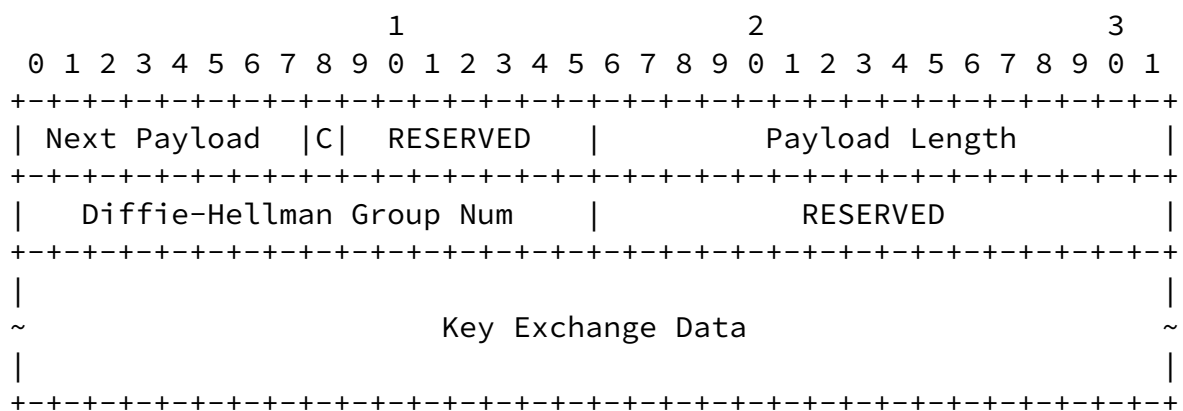 1                   2                   3
 0 1 2 3 4 5 6 7 8 9 0 1 2 3 4 5 6 7 8 9 0 1 2 3 4 5 6 7 8 9 0 1
+-+-+-+-+-+-+-+-+-+-+-+-+-+-+-+-+-+-+-+-+-+-+-+-+-+-+-+-+-+-+-+-+
| Next Payload  |C|  RESERVED   |         Payload Length        |
+-+-+-+-+-+-+-+-+-+-+-+-+-+-+-+-+-+-+-+-+-+-+-+-+-+-+-+-+-+-+-+-+
|   Diffie-Hellman Group Num    |           RESERVED            |
+-+-+-+-+-+-+-+-+-+-+-+-+-+-+-+-+-+-+-+-+-+-+-+-+-+-+-+-+-+-+-+-+
|                                                               |
~                       Key Exchange Data                       ~
|                                                               |
+-+-+-+-+-+-+-+-+-+-+-+-+-+-+-+-+-+-+-+-+-+-+-+-+-+-+-+-+-+-+-+-+